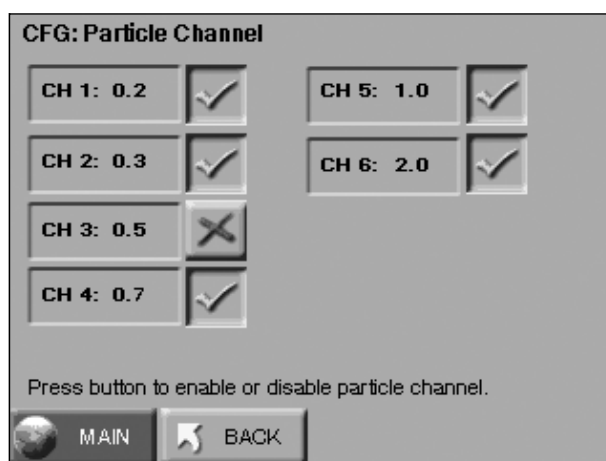 CFG: Particle Channel
CH 1: 0.2
CH 2: 0.3
CH 3: 0.5
CH 4: 0.7
CH 5: 1.0
CH 6: 2.0
Press button to enable or disable particle channel.
MAIN
BACK